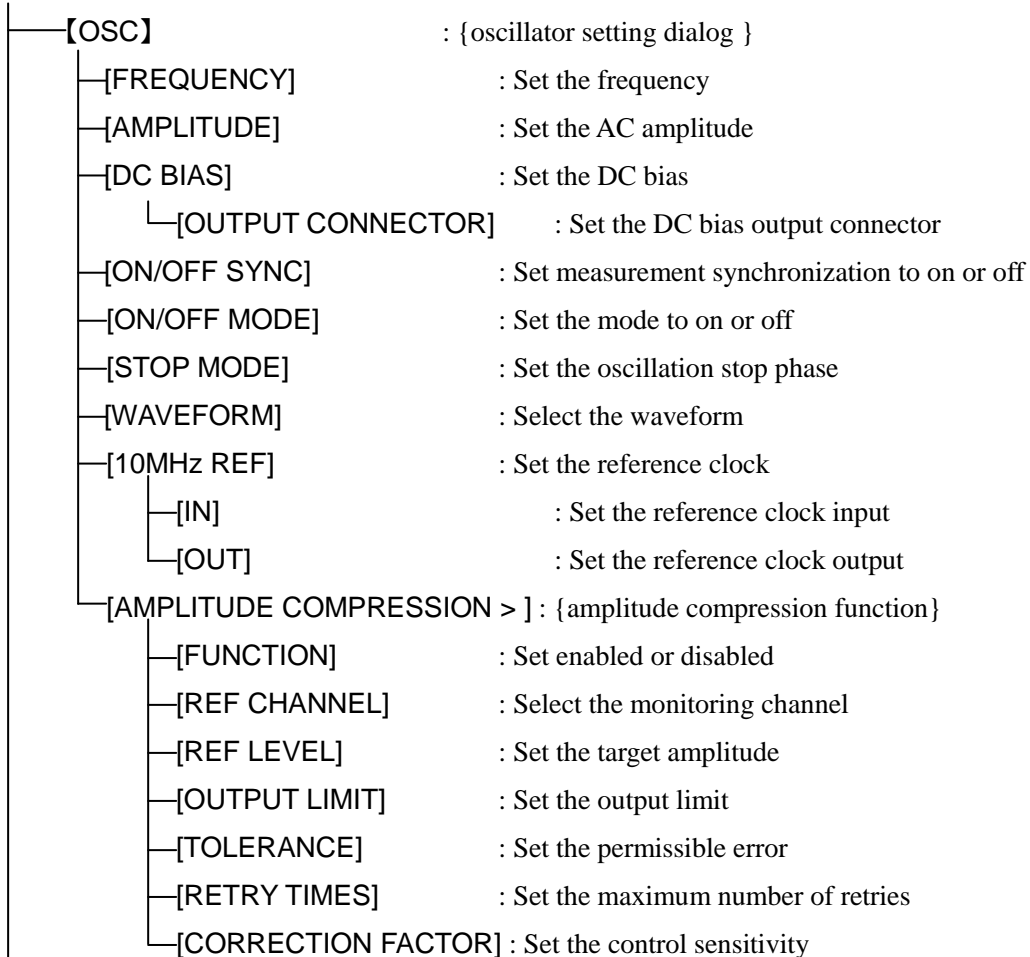 【OSC】 : {oscillator setting dialog }
[FREQUENCY] : Set the frequency
[AMPLITUDE] : Set the AC amplitude
[DC BIAS] : Set the DC bias
[OUTPUT CONNECTOR] : Set the DC bias output connector
[ON/OFF SYNC] : Set measurement synchronization to on or off
[ON/OFF MODE] : Set the mode to on or off
[STOP MODE] : Set the oscillation stop phase
[WAVEFORM] : Select the waveform
[10MHz REF] : Set the reference clock
[IN] : Set the reference clock input
[OUT] : Set the reference clock output
[AMPLITUDE COMPRESSION > ] : {amplitude compression function}
[FUNCTION] : Set enabled or disabled
[REF CHANNEL] : Select the monitoring channel
[REF LEVEL] : Set the target amplitude
[OUTPUT LIMIT] : Set the output limit
[TOLERANCE] : Set the permissible error
[RETRY TIMES] : Set the maximum number of retries
[CORRECTION FACTOR] : Set the control sensitivity